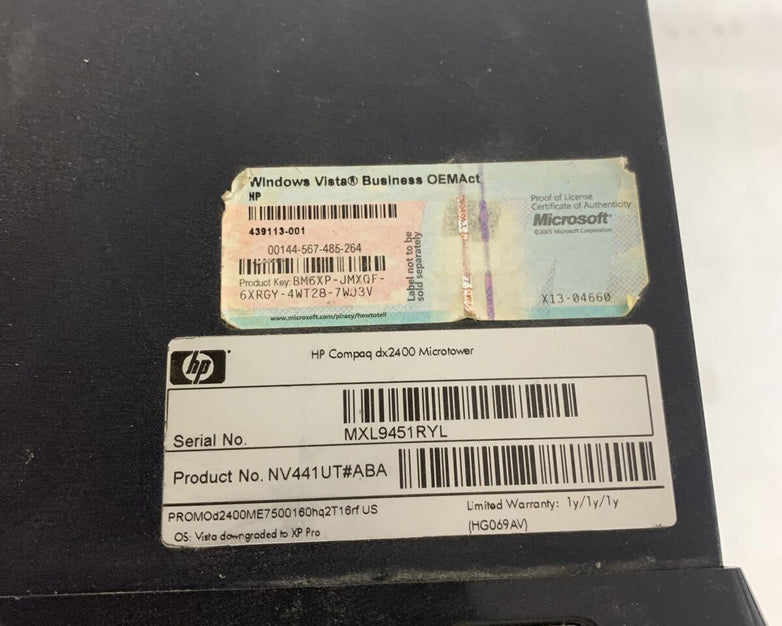 Windows Vista® Business OEMAct
HP
439113-001
00144-567-485-264
Product Key: BM6XP-JMXQF-
6XRGY-4WT28-7WJ3V
Label not to be
sold separately
www.microsoft.com/piracy/howtotell
Proof of License
Certificate of Authenticity
Microsoft®
©2005 Microsoft Corporation
X13-04660
hp
HP Compaq dx2400 Microtower
Serial No.
MXL9451RYL
Product No. NV441UT#ABA
PROMOd2400ME7500160hq2T16rf US
Limited Warranty: 1y/1y/1y
OS: Vista downgraded to XP Pro
(HG069AV)